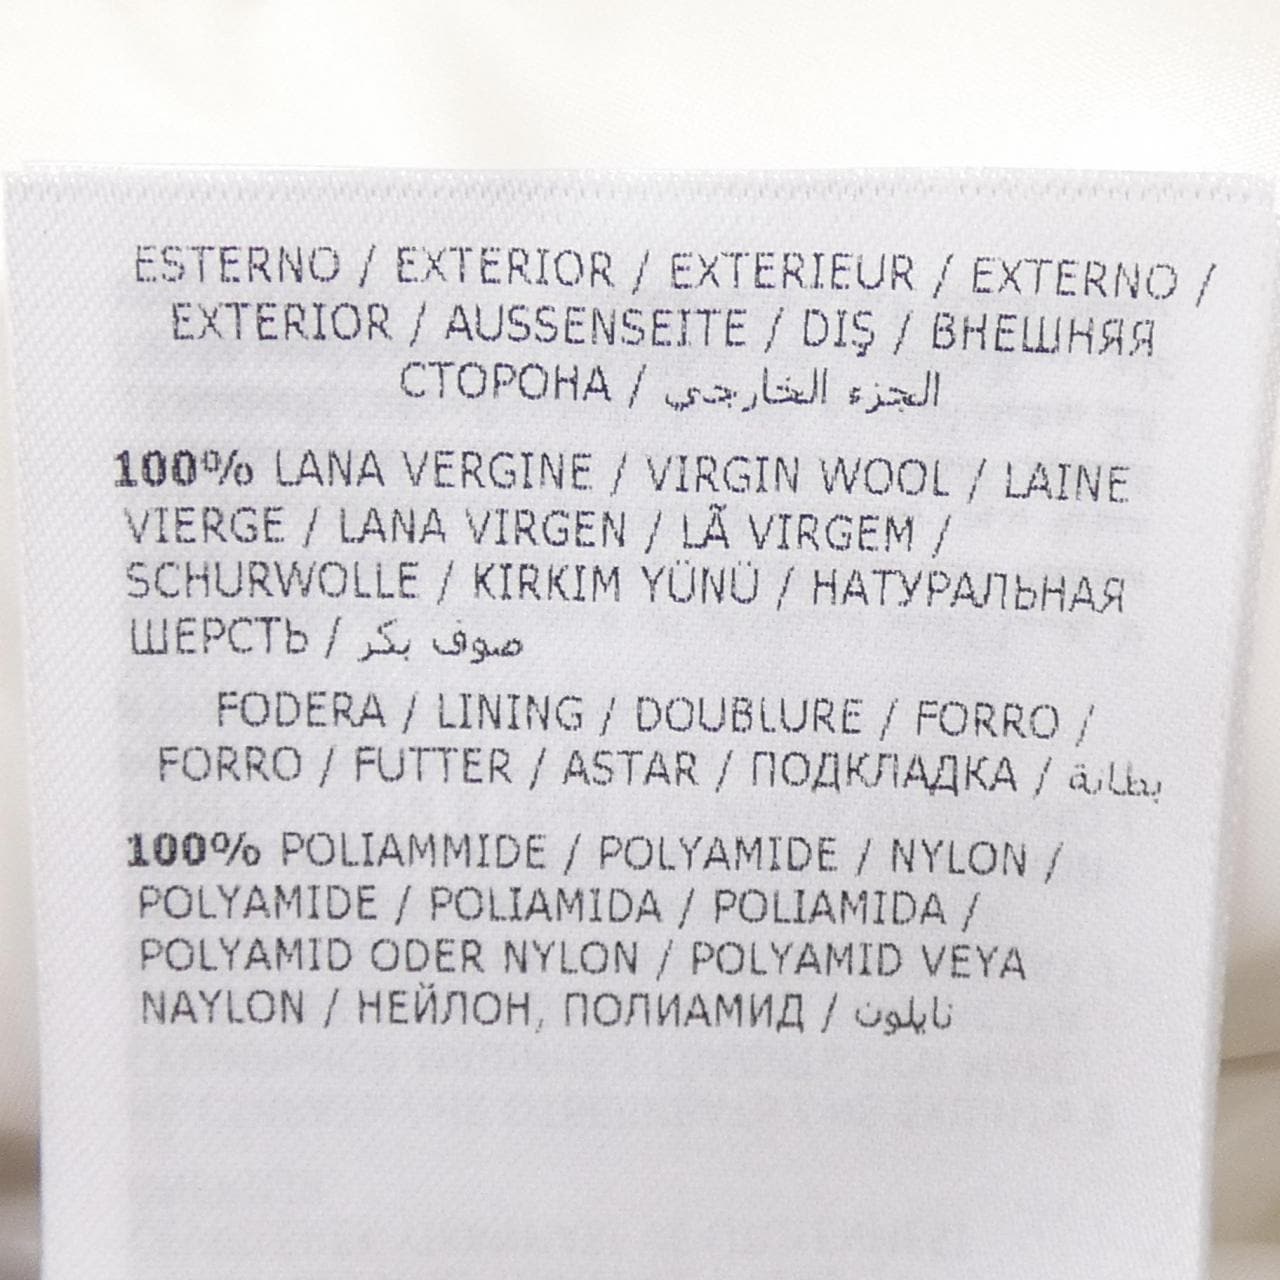 ESTERNO / EXTERIOR / EXTERIEUR / EXTERNO /
EXTERIOR / AUSSENSEITE / DIŞ / ВНЕШНЯЯ
СТОРОНА / الجزء الخارجي
100% LANA VERGINE / VIRGIN WOOL / LAINE
VIERGE / LANA VIRGEN / LÃ VIRGEM /
SCHURWOLLE / KIRKIM YÜNÜ / НАТУРАЛЬНАЯ
ШЕРСТЬ / صوف بكر
FODERA / LINING / DOUBLURE / FORRO /
FORRO / FUTTER / ASTAR / ПОДКЛАДКА / بطانة
100% POLIAMMIDE / POLYAMIDE / NYLON /
POLYAMIDE / POLIAMIDA / POLIAMIDA /
POLYAMID ODER NYLON / POLYAMID VEYA
NAYLON / НЕЙЛОН, ПОЛИАМИД / نايلون